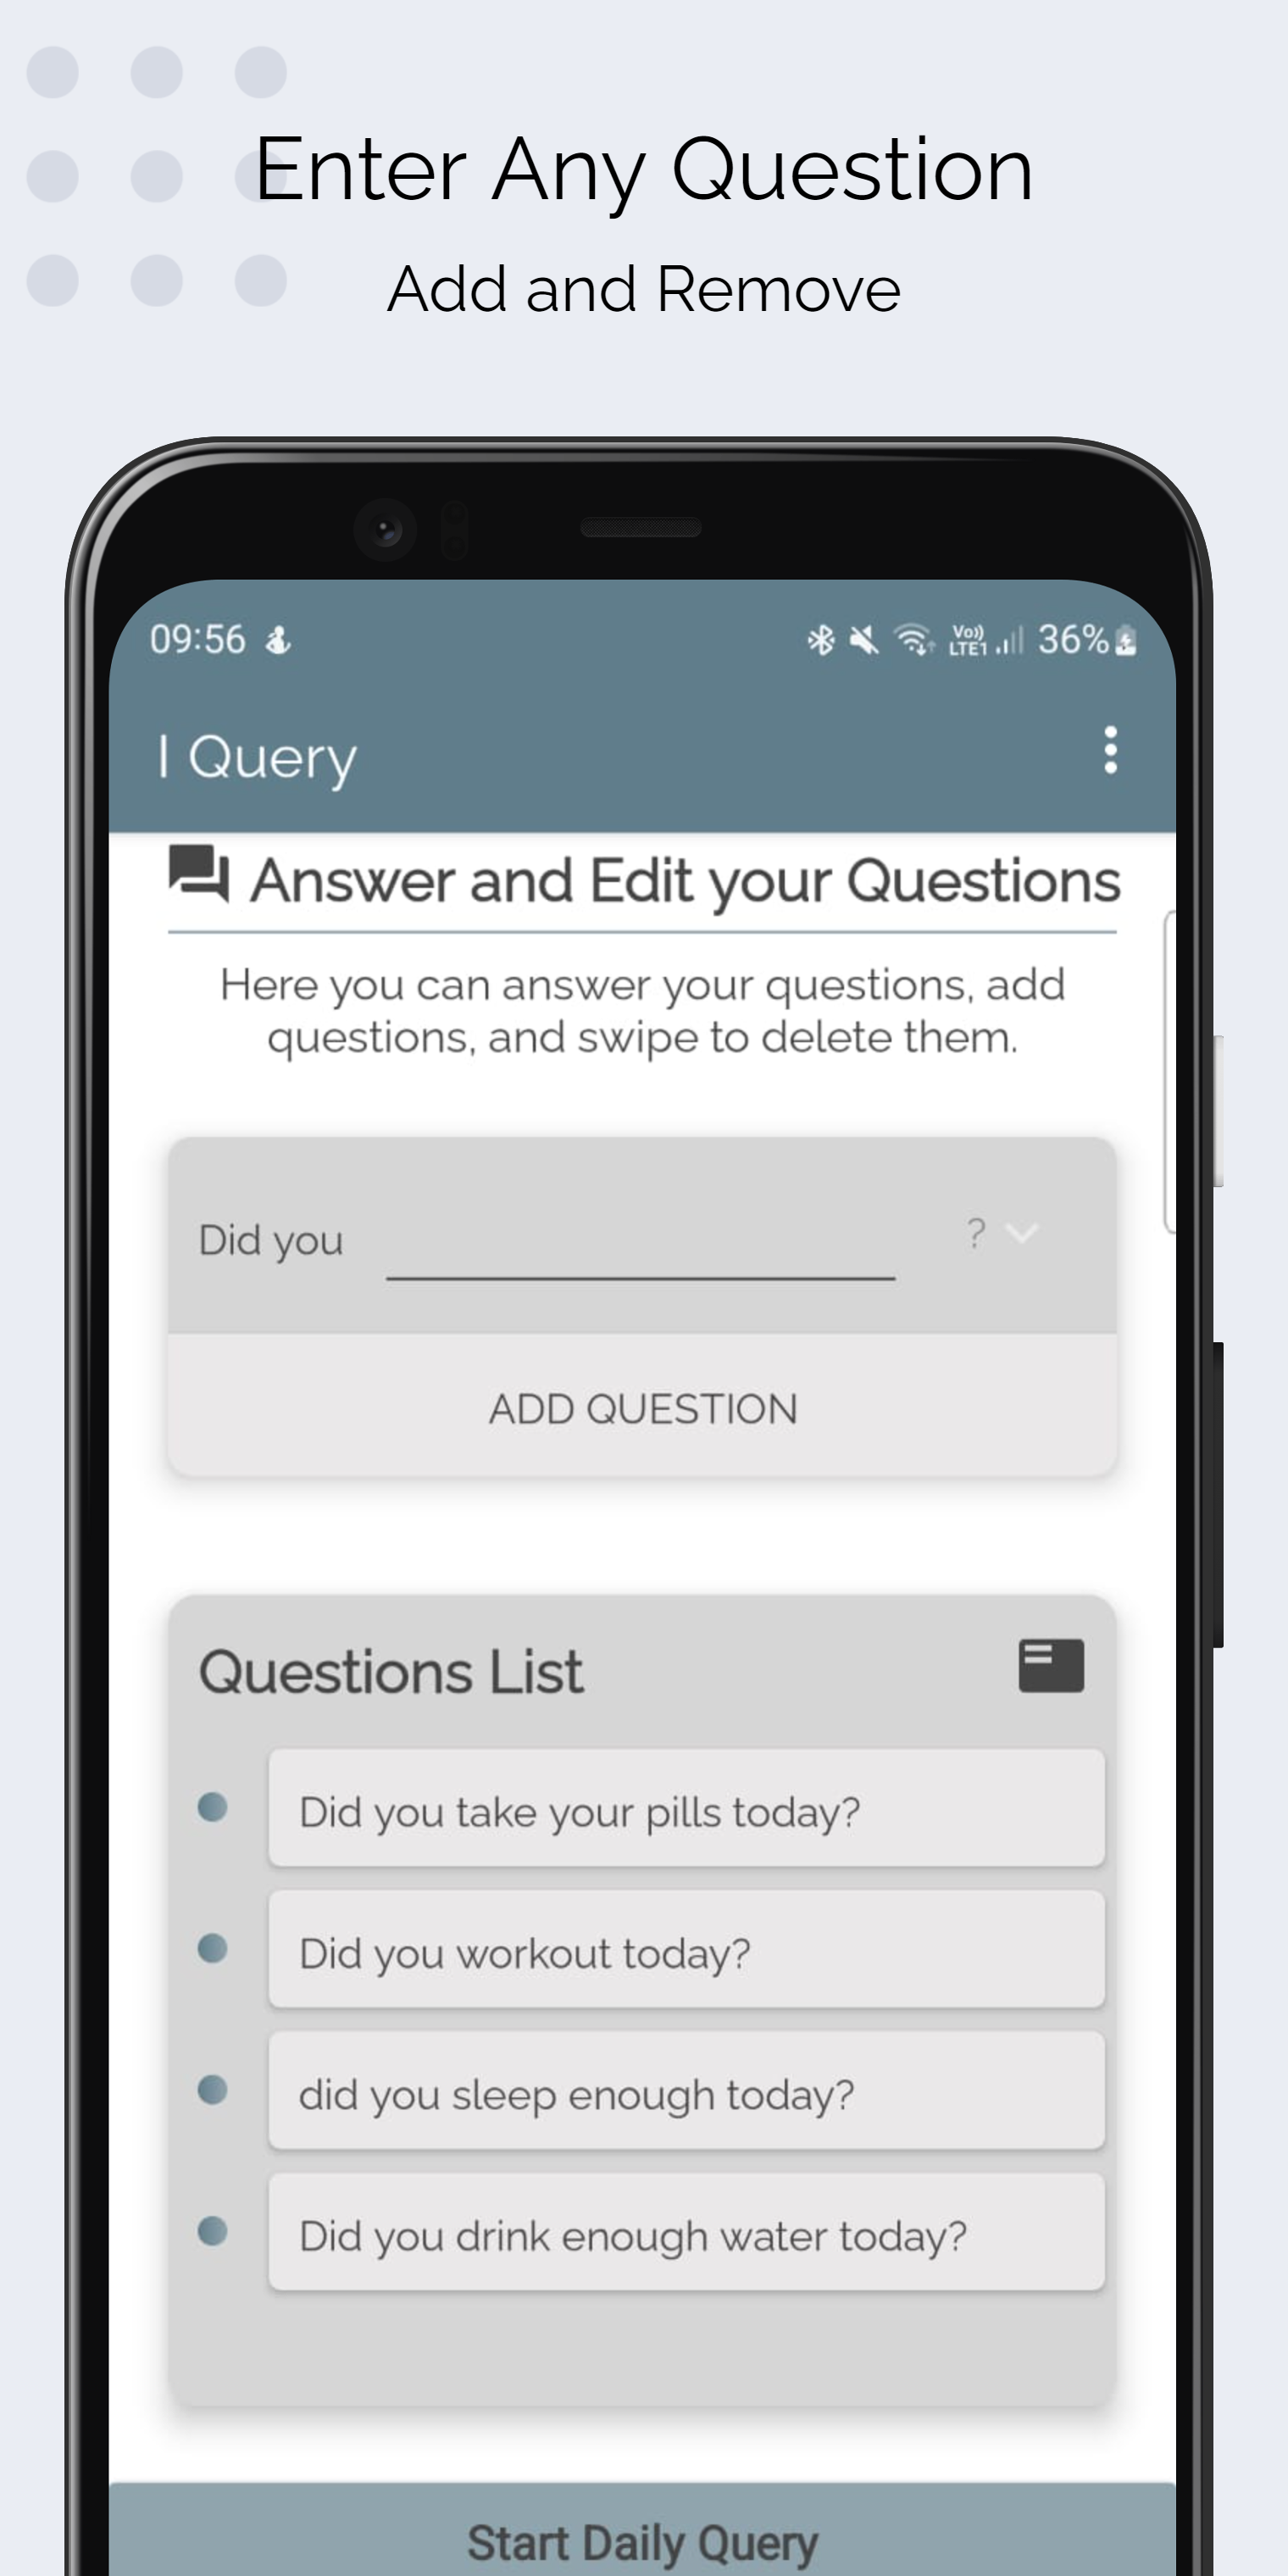 Enter Any Question
Add and Remove
09:56
Vo)) LTE1 36%
I Query
Answer and Edit your Questions
Here you can answer your questions, add
questions, and swipe to delete them.
Did you ?
ADD QUESTION
Questions List
Did you take your pills today?
Did you workout today?
did you sleep enough today?
Did you drink enough water today?
Start Daily Query